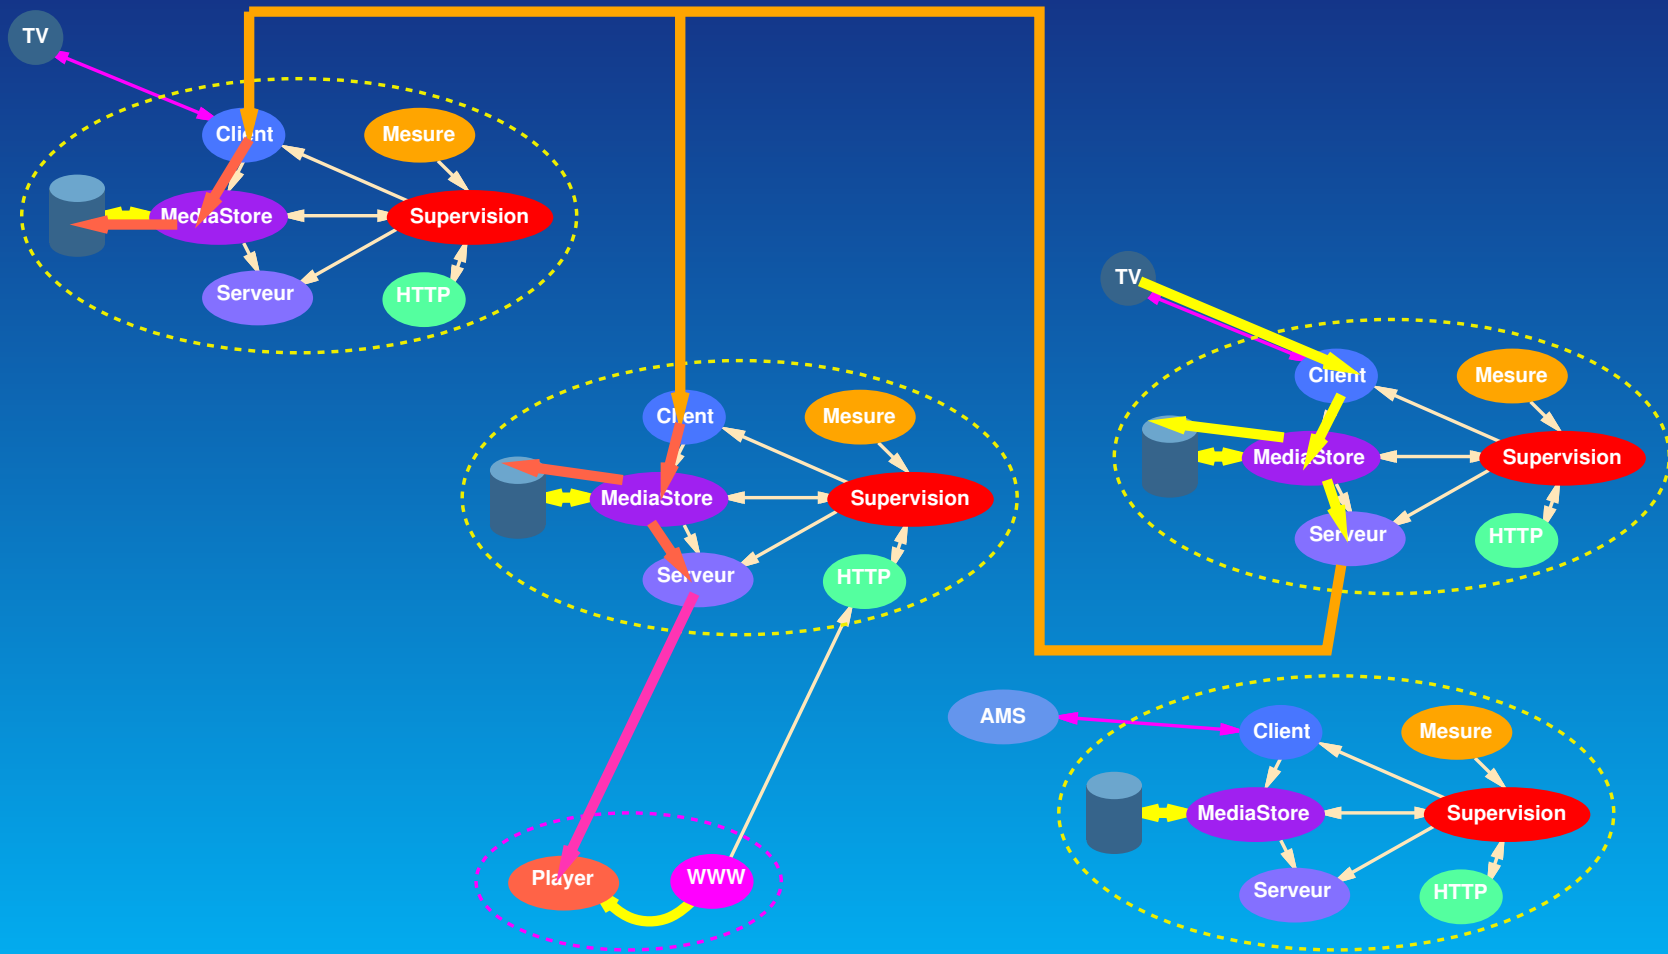 TV
Client
Mesure
MediaStore
Supervision
Serveur
HTTP
TV
Client
Mesure
MediaStore
Supervision
Serveur
HTTP
Client
Mesure
MediaStore
Supervision
Serveur
HTTP
AMS
Client
Mesure
MediaStore
Supervision
Serveur
HTTP
Player
WWW